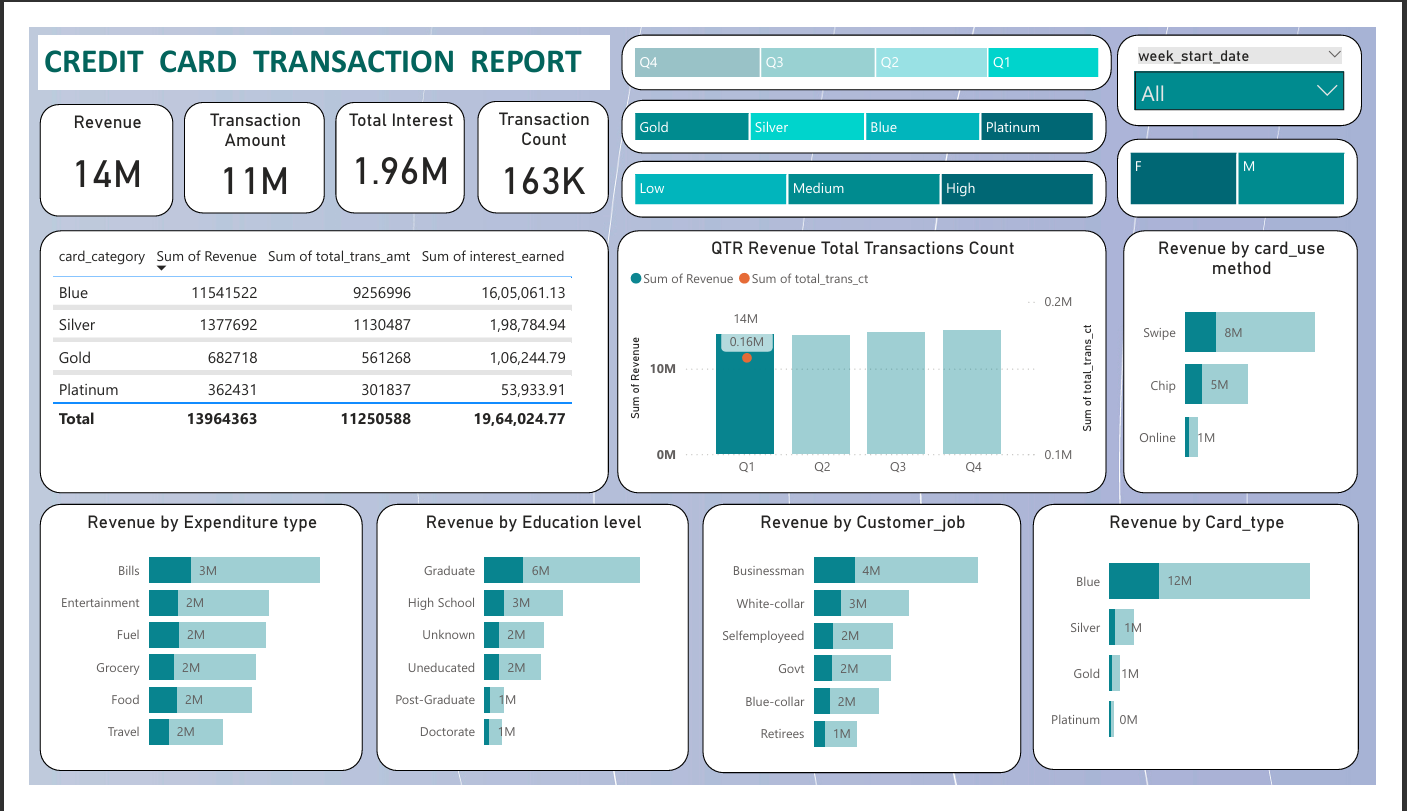 CREDIT CARD TRANSACTION REPORT
Q4 Q3 Q2 Q1
week_start_date
All
Gold Silver Blue Platinum
Low Medium High
F M
Revenue
14M
Transaction
Amount
11M
Total Interest
1.96M
Transaction
Count
163K
card_category Sum of Revenue Sum of total_trans_amt Sum of interest_earned
Blue 11541522 9256996 16,05,061.13
Silver 1377692 1130487 1,98,784.94
Gold 682718 561268 1,06,244.79
Platinum 362431 301837 53,933.91
Total 13964363 11250588 19,64,024.77
QTR Revenue Total Transactions Count
Sum of Revenue Sum of total_trans_ct
Sum of Revenue
10M
0M
14M
0.16M
Q1 Q2 Q3 Q4
0.2M
0.1M
Sum of total_trans_ct
Revenue by card_use
method
Swipe 8M
Chip 5M
Online 1M
Revenue by Expenditure type
Bills 3M
Entertainment 2M
Fuel 2M
Grocery 2M
Food 2M
Travel 2M
Revenue by Education level
Graduate 6M
High School 3M
Unknown 2M
Uneducated 2M
Post-Graduate 1M
Doctorate 1M
Revenue by Customer_job
Businessman 4M
White-collar 3M
Selfemployeed 2M
Govt 2M
Blue-collar 2M
Retirees 1M
Revenue by Card_type
Blue 12M
Silver 1M
Gold 1M
Platinum 0M